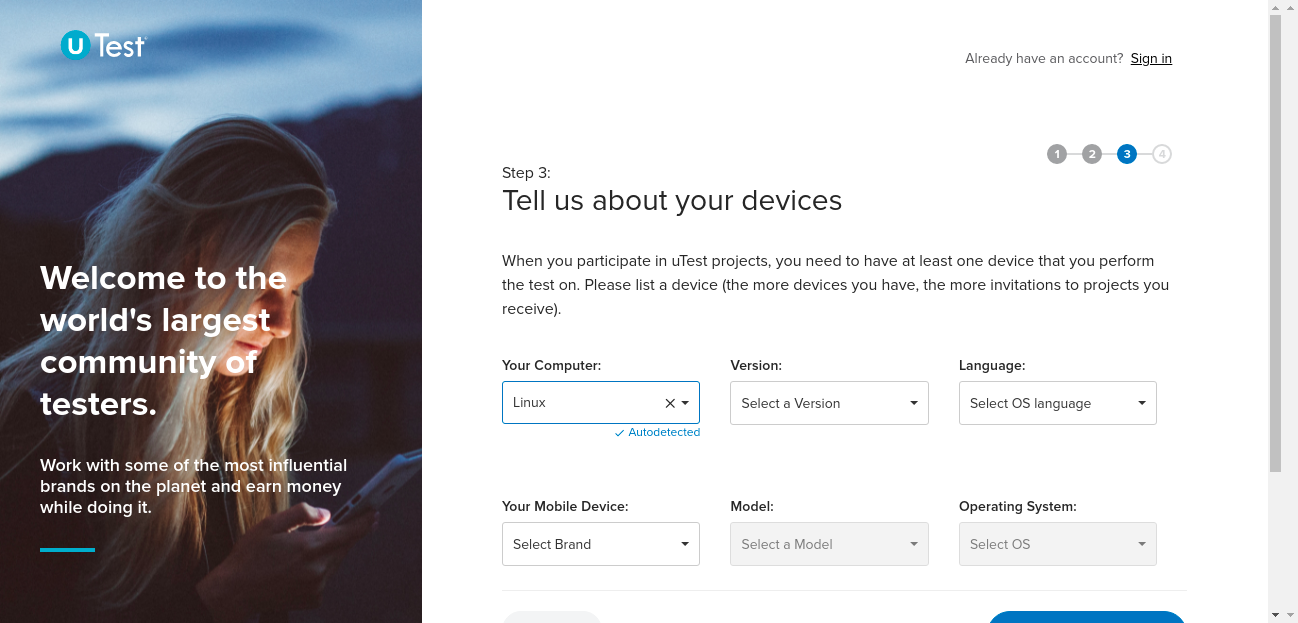 U Test
Already have an account? Sign in
1 2 3 4
Step 3:
Tell us about your devices
Welcome to the
world's largest
community of
testers.
Work with some of the most influential
brands on the planet and earn money
while doing it.
When you participate in uTest projects, you need to have at least one device that you perform
the test on. Please list a device (the more devices you have, the more invitations to projects you
receive).
Your Computer: Version: Language:
Linux Select a Version Select OS language
Autodetected
Your Mobile Device: Model: Operating System:
Select Brand Select a Model Select OS